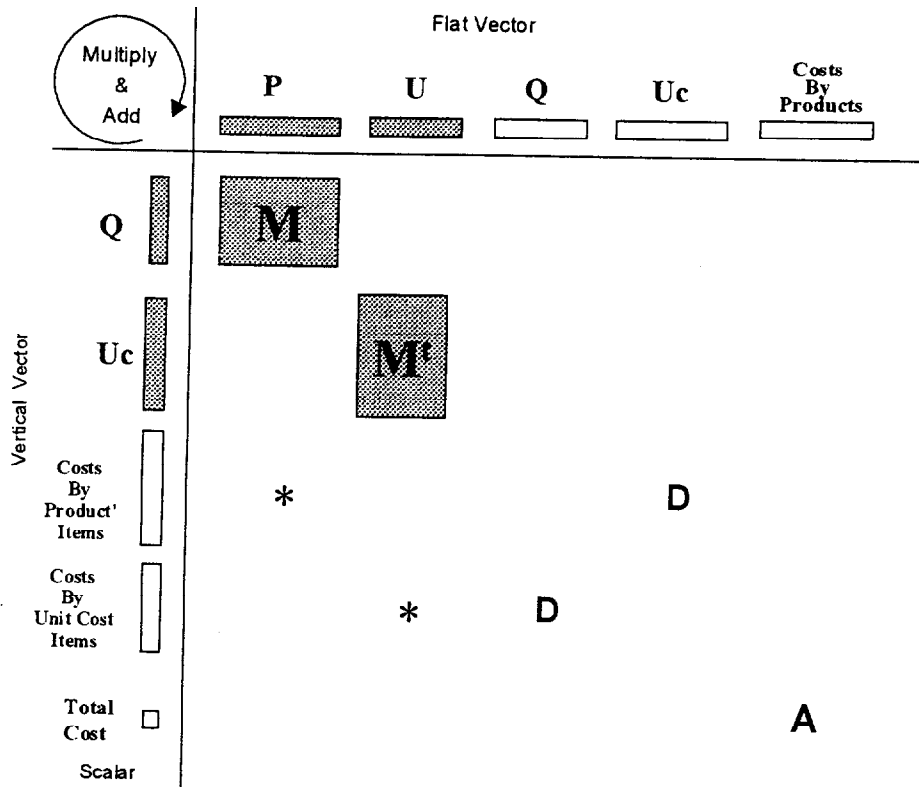 Flat Vector
Multiply
&
Add
P
U
Q
Uc
Costs
By
Products
Q
M
Uc
M^t
Vertical Vector
Costs
By
Product'
Items
*
D
Costs
By
Unit Cost
Items
*
D
Total
Cost
A
Scalar